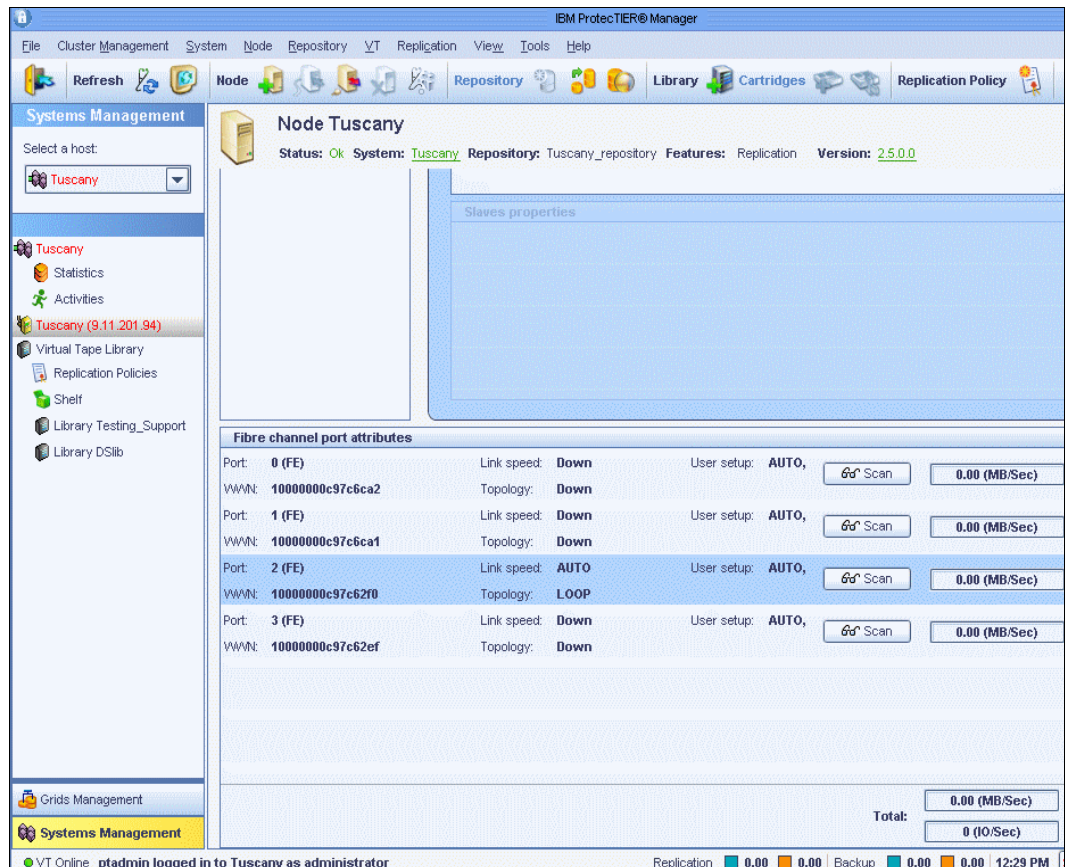 IBM ProtecTIER® Manager
File Cluster Management System Node Repository VT Replication View Tools Help
Refresh Node Repository Library Cartridges Replication Policy
Systems Management
Select a host:
Tuscany
Tuscany
Statistics
Activities
Tuscany (9.11.201.94)
Virtual Tape Library
Replication Policies
Shelf
Library Testing_Support
Library DSlib
Grids Management
Systems Management
Node Tuscany
Status: Ok System: Tuscany Repository: Tuscany_repository Features: Replication Version: 2.5.0.0
Slaves properties
Fibre channel port attributes
Port: 0 (FE) Link speed: Down User setup: AUTO, Scan 0.00 (MB/Sec)
WWN: 10000000c97c6ca2 Topology: Down
Port: 1 (FE) Link speed: Down User setup: AUTO, Scan 0.00 (MB/Sec)
WWN: 10000000c97c6ca1 Topology: Down
Port: 2 (FE) Link speed: AUTO User setup: AUTO, Scan 0.00 (MB/Sec)
WWN: 10000000c97c62f0 Topology: LOOP
Port: 3 (FE) Link speed: Down User setup: AUTO, Scan 0.00 (MB/Sec)
WWN: 10000000c97c62ef Topology: Down
Total: 0.00 (MB/Sec)
0 (IO/Sec)
VT Online ptadmin logged in to Tuscany as administrator Replication 0.00 0.00 Backup 0.00 0.00 12:29 PM